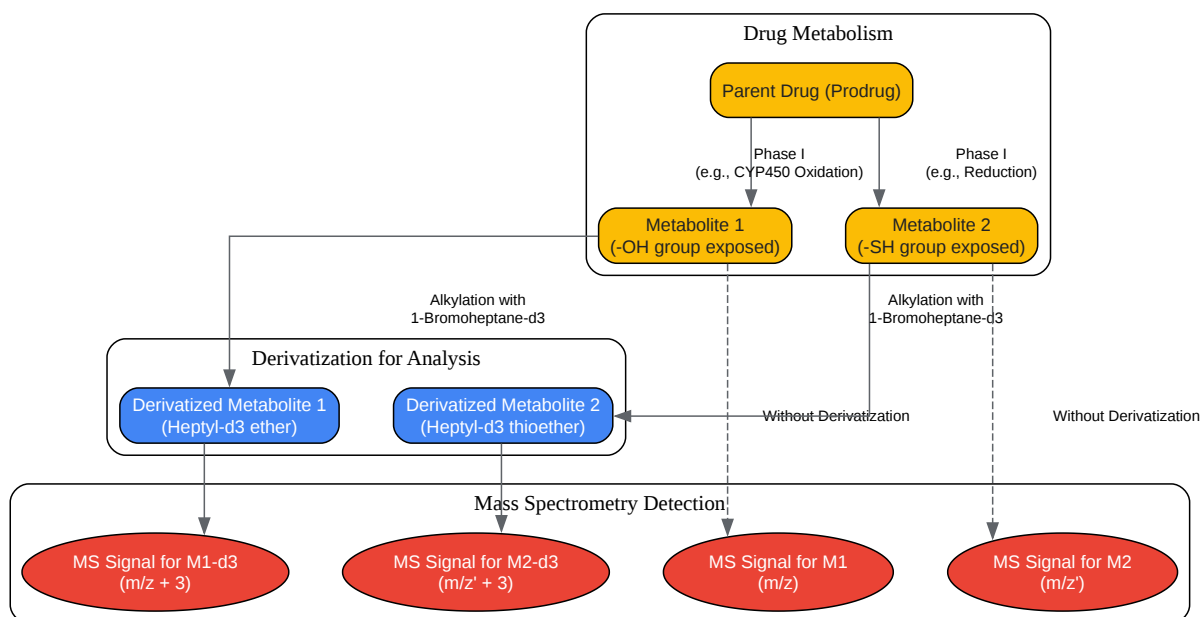 Drug Metabolism
Parent Drug (Prodrug)
Phase I
(e.g., CYP450 Oxidation)
Phase I
(e.g., Reduction)
Metabolite 1
(-OH group exposed)
Metabolite 2
(-SH group exposed)
Alkylation with
1-Bromoheptane-d3
Alkylation with
1-Bromoheptane-d3
Derivatization for Analysis
Derivatized Metabolite 1
(Heptyl-d3 ether)
Derivatized Metabolite 2
(Heptyl-d3 thioether)
Without Derivatization
Without Derivatization
Mass Spectrometry Detection
MS Signal for M1-d3
(m/z + 3)
MS Signal for M2-d3
(m/z' + 3)
MS Signal for M1
(m/z)
MS Signal for M2
(m/z')